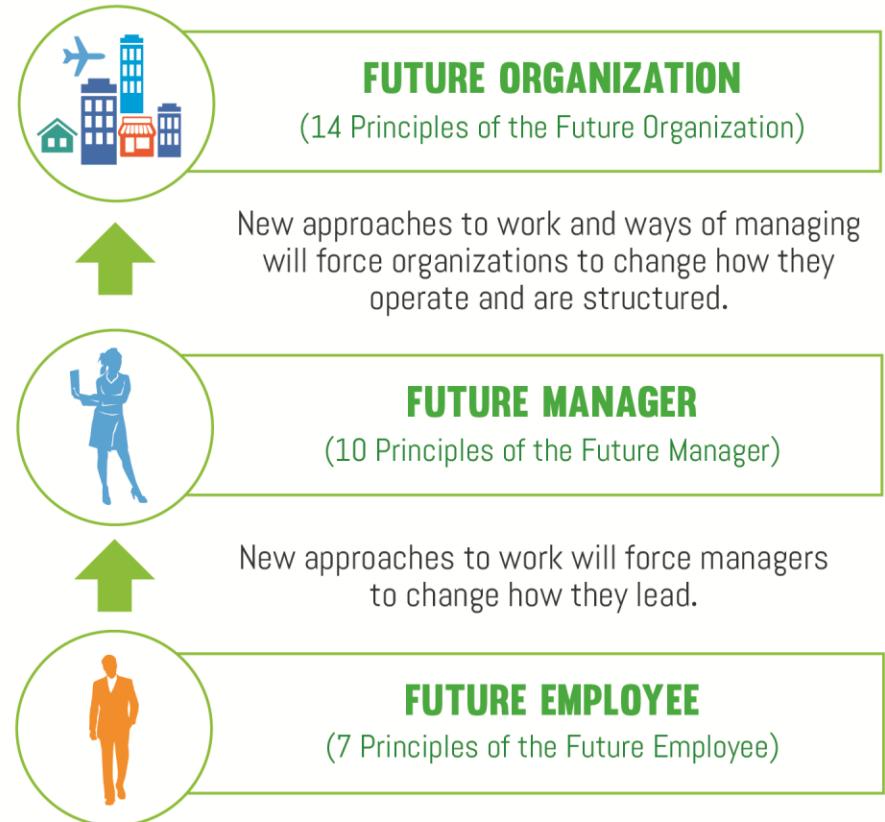 FUTURE ORGANIZATION
(14 Principles of the Future Organization)
New approaches to work and ways of managing
will force organizations to change how they
operate and are structured.
FUTURE MANAGER
(10 Principles of the Future Manager)
New approaches to work will force managers
to change how they lead.
FUTURE EMPLOYEE
(7 Principles of the Future Employee)